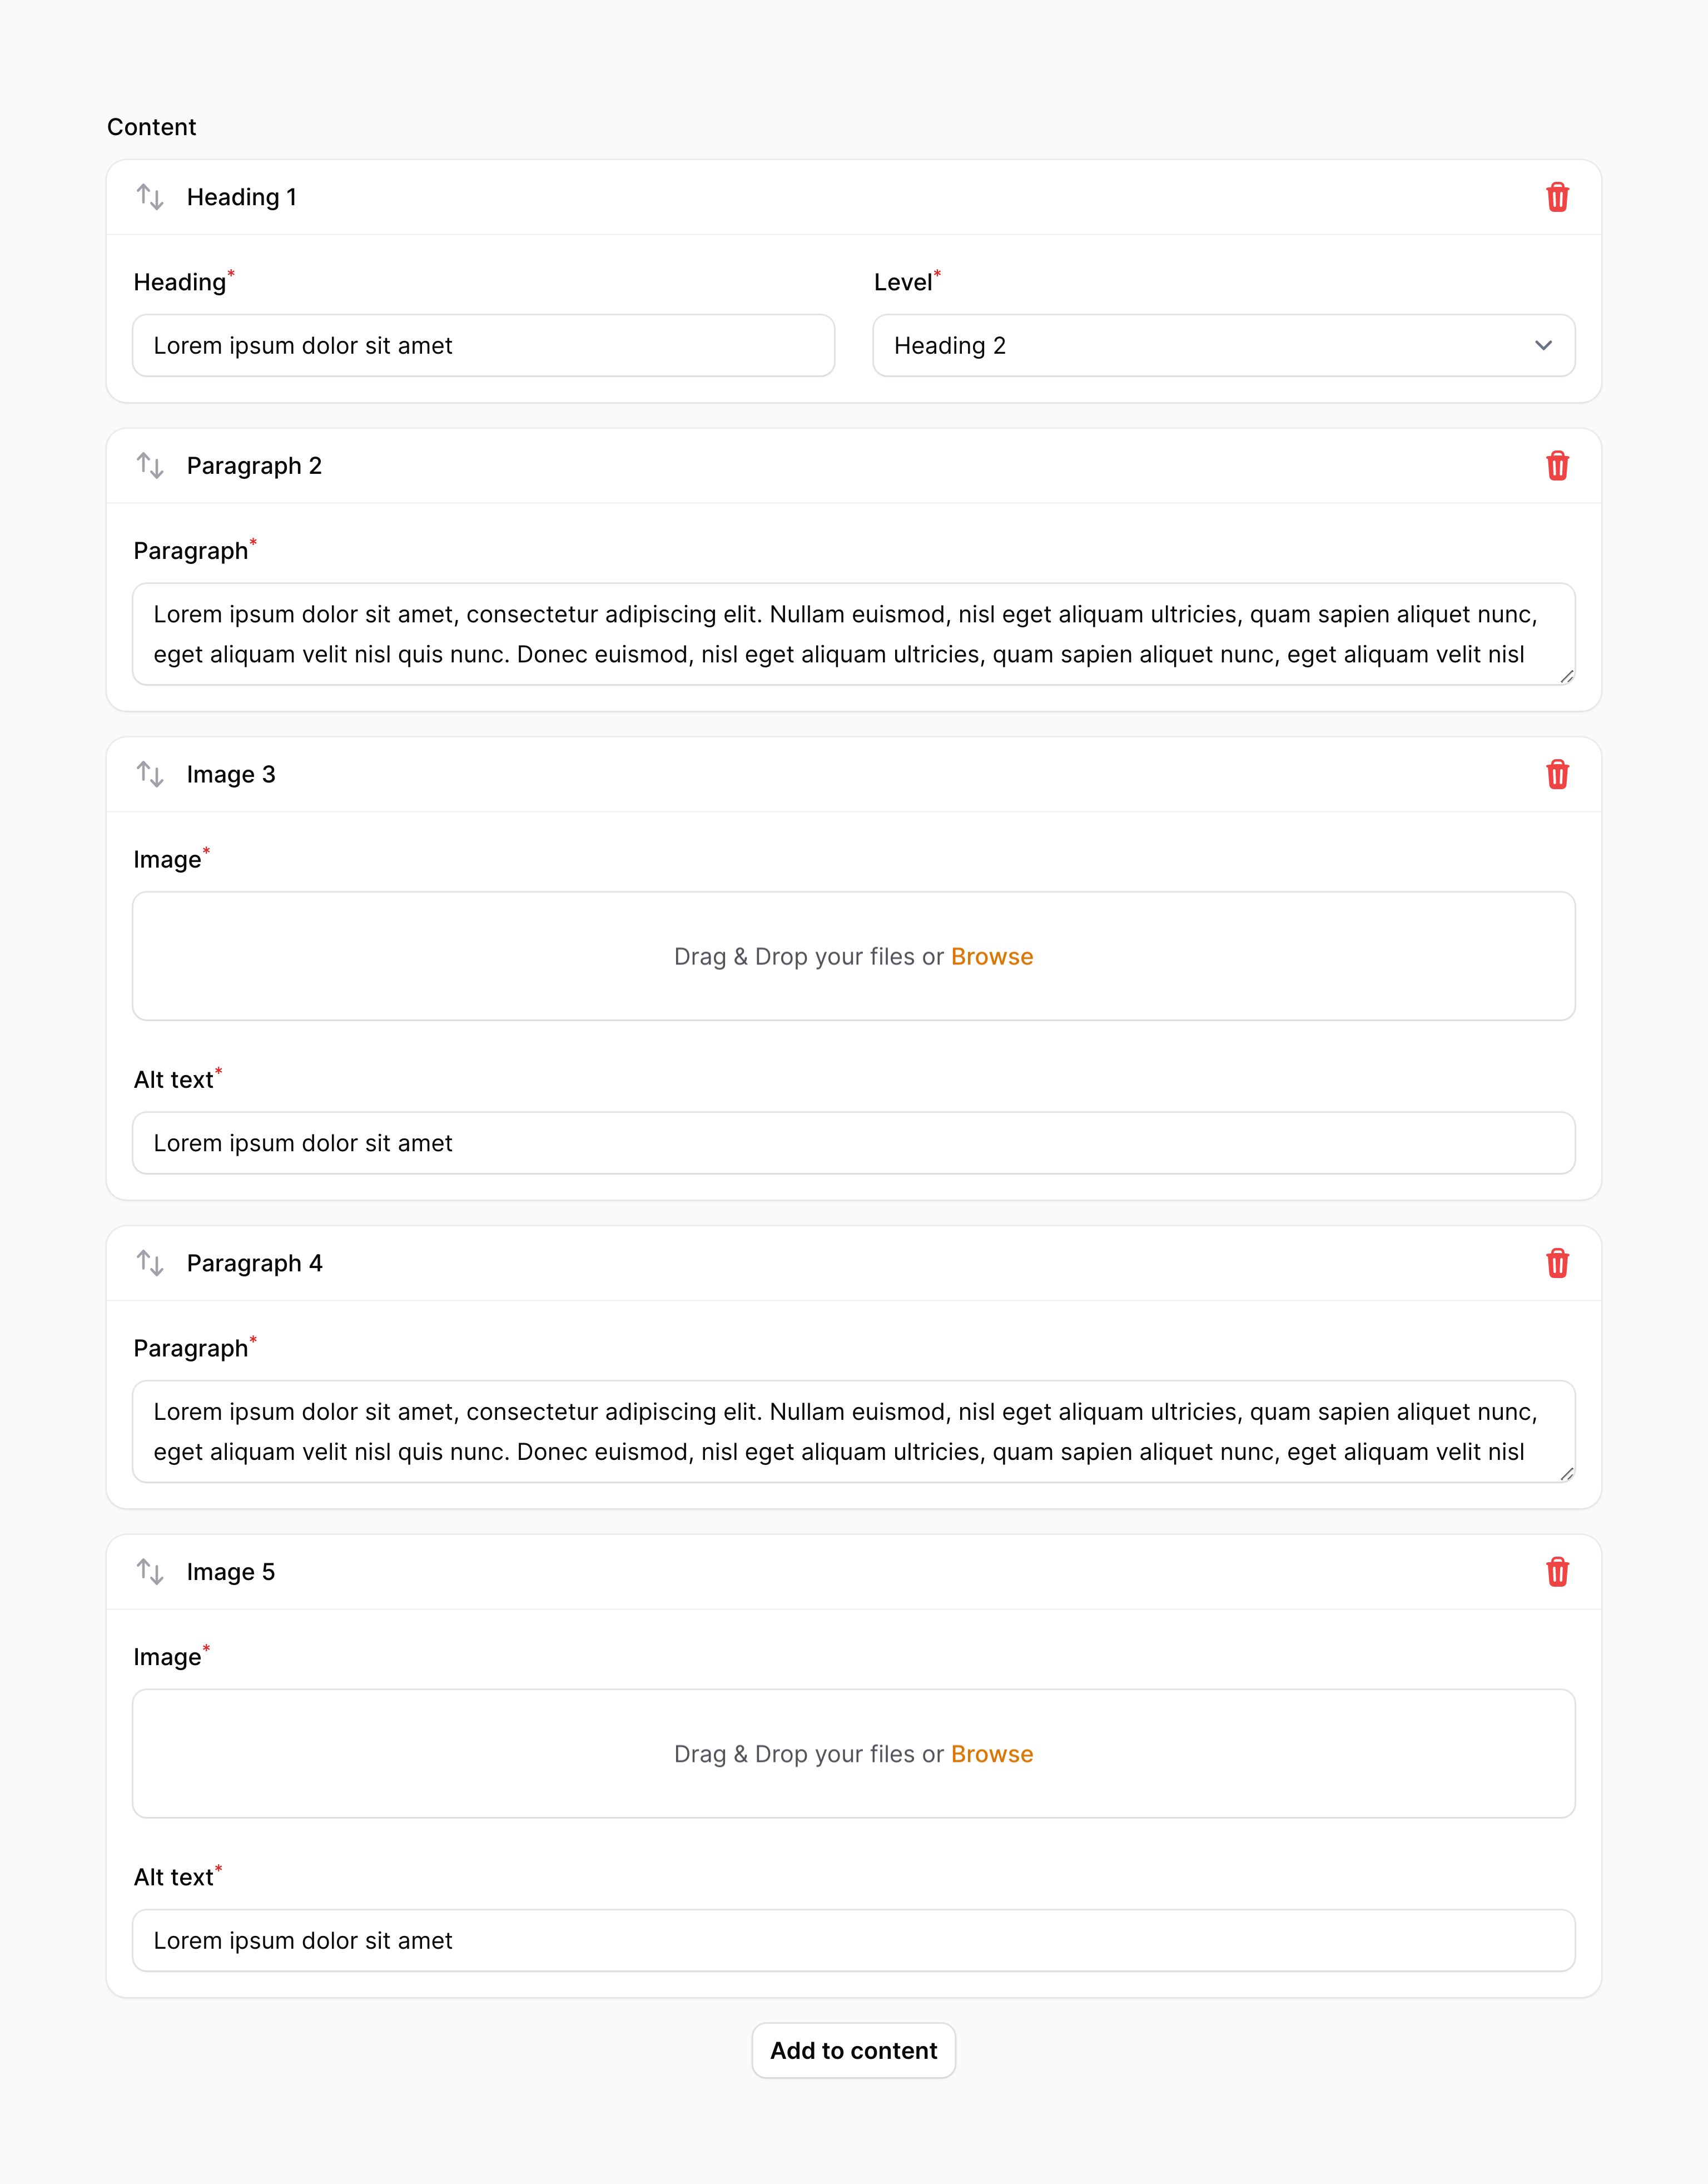 Content
Heading 1
Heading*
Level*
Lorem ipsum dolor sit amet
Heading 2
Paragraph 2
Paragraph*
Lorem ipsum dolor sit amet, consectetur adipiscing elit. Nullam euismod, nisl eget aliquam ultricies, quam sapien aliquet nunc,
eget aliquam velit nisl quis nunc. Donec euismod, nisl eget aliquam ultricies, quam sapien aliquet nunc, eget aliquam velit nisl
Image 3
Image*
Drag & Drop your files or Browse
Alt text*
Lorem ipsum dolor sit amet
Paragraph 4
Paragraph*
Lorem ipsum dolor sit amet, consectetur adipiscing elit. Nullam euismod, nisl eget aliquam ultricies, quam sapien aliquet nunc,
eget aliquam velit nisl quis nunc. Donec euismod, nisl eget aliquam ultricies, quam sapien aliquet nunc, eget aliquam velit nisl
Image 5
Image*
Drag & Drop your files or Browse
Alt text*
Lorem ipsum dolor sit amet
Add to content